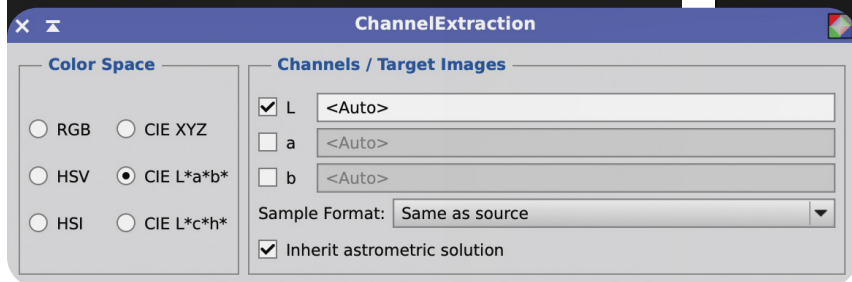 ChannelExtraction
Color Space
RGB
CIE XYZ
HSV
CIE L*a*b*
HSI
CIE L*c*h*
Channels / Target Images
L <Auto>
a <Auto>
b <Auto>
Sample Format: Same as source
Inherit astrometric solution